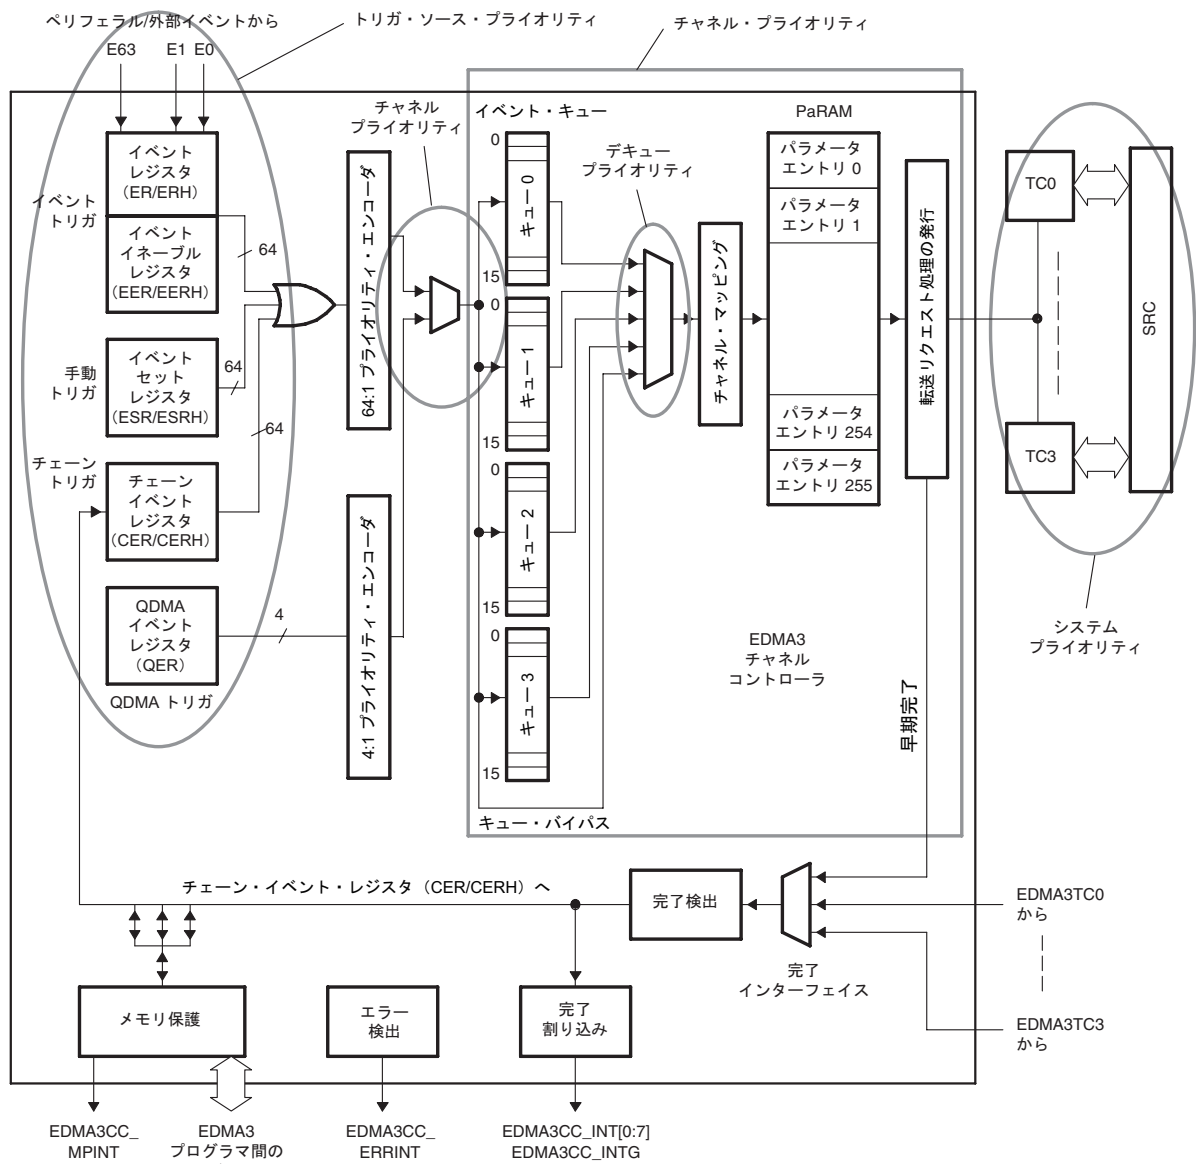 ペリフェラル/外部イベントから
トリガ・ソース・プライオリティ
チャネル・プライオリティ
E63
E1
E0
チャネル
プライオリティ
イベント・キュー
PaRAM
イベント
トリガ
イベント
レジスタ
(ER/ERH)
イベント
イネーブル
レジスタ
(EER/EERH)
64
手動
トリガ
イベント
セット
レジスタ
(ESR/ESRH)
64
チェーン
トリガ
チェーン
イベント
レジスタ
(CER/CERH)
64
QDMA
イベント
レジスタ
(QER)
4
QDMA トリガ
64:1 プライオリティ・エンコーダ
4:1 プライオリティ・エンコーダ
0
キュー 0
15
0
キュー 1
15
0
キュー 2
15
0
キュー 3
15
キュー・バイパス
デキュー
プライオリティ
チャネル・マッピング
パラメータ
エントリ 0
パラメータ
エントリ 1
パラメータ
エントリ 254
パラメータ
エントリ 255
転送リクエスト処理の発行
EDMA3
チャネル
コントローラ
早期完了
TC0
TC3
SRC
システム
プライオリティ
チェーン・イベント・レジスタ（CER/CERH）へ
完了検出
完了
インターフェイス
EDMA3TC0
から
EDMA3TC3
から
メモリ保護
エラー
検出
完了
割り込み
EDMA3CC_
MPINT
EDMA3
プログラマ間の
EDMA3CC_
ERRINT
EDMA3CC_INT[0:7]
EDMA3CC_INTG